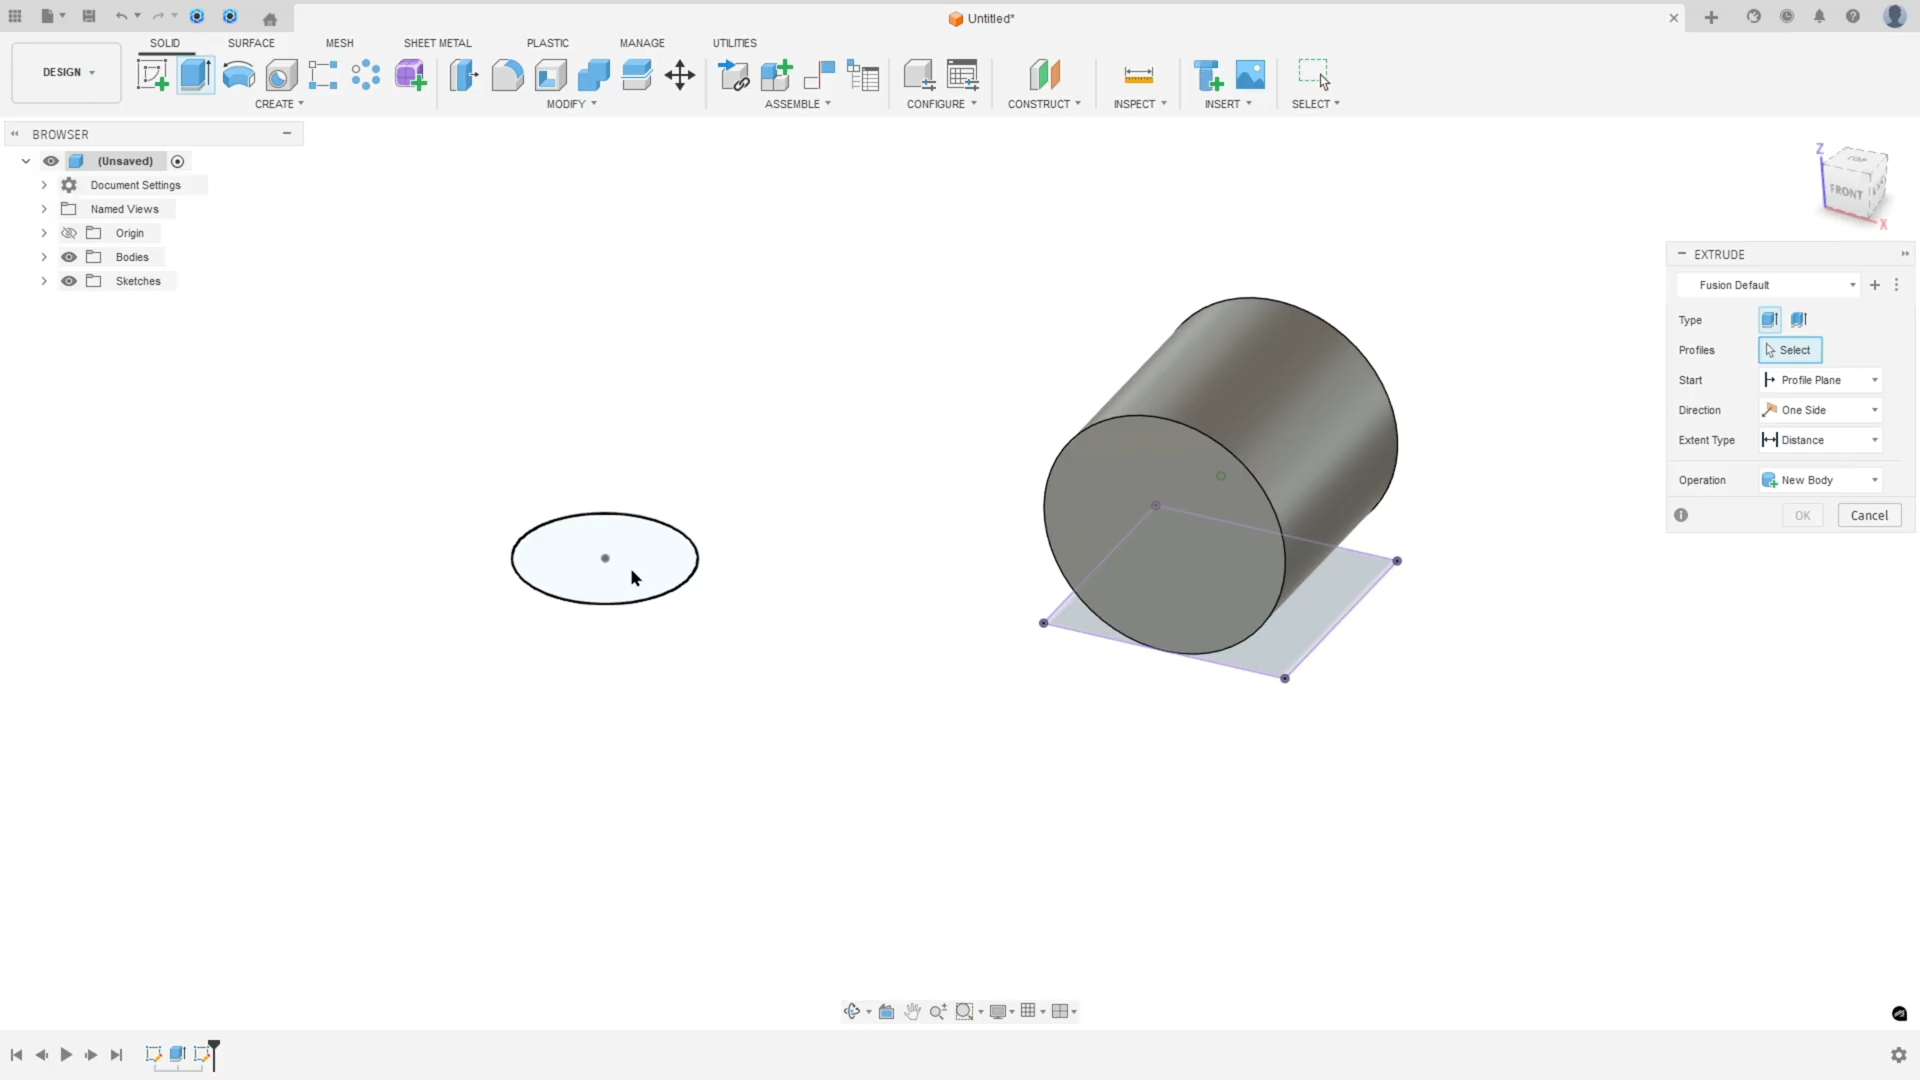 Untitled*
DESIGN
SOLID
SURFACE
MESH
SHEET METAL
PLASTIC
MANAGE
UTILITIES
CREATE
MODIFY
ASSEMBLE
CONFIGURE
CONSTRUCT
INSPECT
INSERT
SELECT
BROWSER
(Unsaved)
Document Settings
Named Views
Origin
Bodies
Sketches
Z
TOP
FRONT
X
EXTRUDE
Fusion Default
Type
Profiles Select
Start Profile Plane
Direction One Side
Extent Type Distance
Operation New Body
OK Cancel